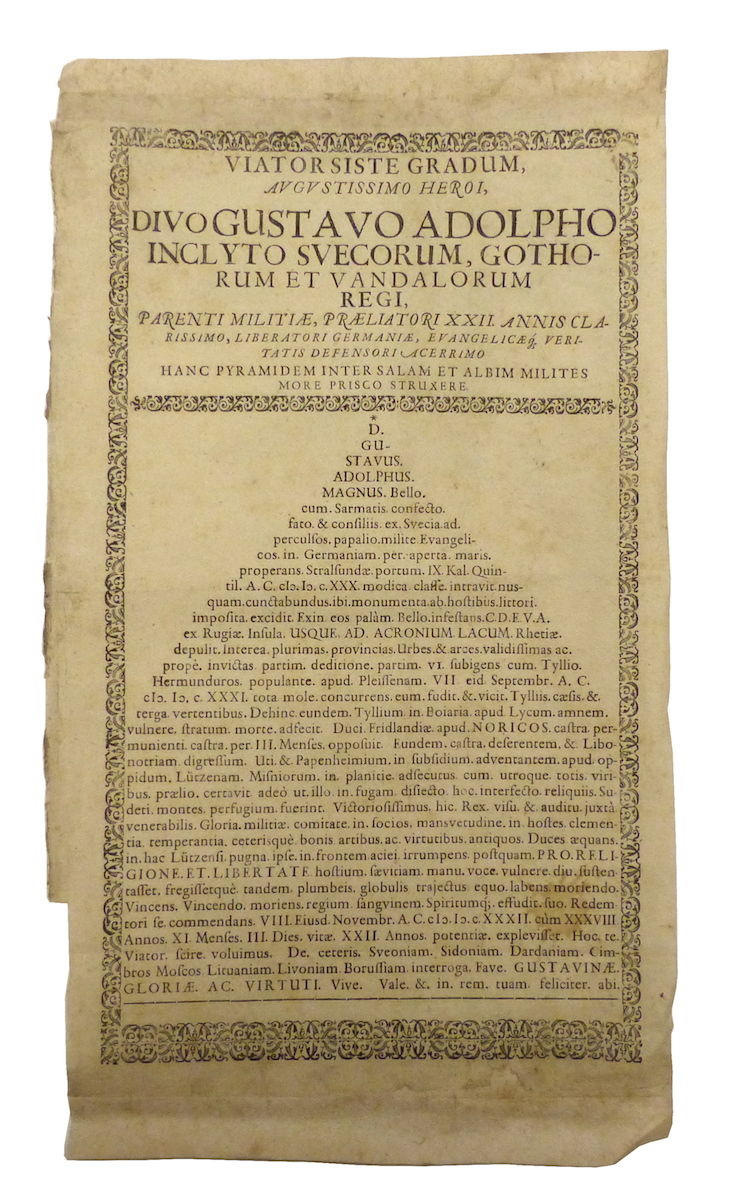 VIATOR SISTE GRADUM,
AVGVSTISSIMO HEROI,
DIVO GUSTAVO ADOLPHO
INCLYTO SVECORUM, GOTHO-
RUM ET VANDALORUM
REGI,
PARENTI MILITIÆ, PRÆLIATORI XXII. ANNIS CLA-
RISSIMO, LIBERATORI GERMANIÆ, EVANGELICÆq́; VERI-
TATIS DEFENSORI ACERRIMO
HANC PYRAMIDEM INTER SALAM ET ALBIM MILITES
MORE PRISCO STRUXERE.
*
D.
GU-
STAVUS.
ADOLPHUS.
MAGNUS. Bello.
cum. Sarmatis. confecto.
fato. & consiliis. ex. Svecia. ad.
perculsos. papalio. milite. Evangeli-
cos. in. Germaniam. per. aperta. maris.
properans. Stralsundæ. portum. IX. Kal. Quin-
til. A. C. cIɔ. Iɔ. c. XXX. modica. classe. intravit. nus-
quam. cunctabundus. ibi. monumenta. ab. hostibus. littori.
imposita. excidit. Exin. eos palàm. Bello. infestans. C. D. E. V. A.
ex Rugiæ. Insula. USQUE. AD. ACRONIUM LACUM. Rhetiæ.
depulit. Interea. plurimas. provincias. Urbes. & arces. validissimas ac.
propè. invictas. partim. deditione. partim. vi. subigens cum. Tyllio.
Hermunduros. populante. apud. Pleissenam. VII. eid. Septembr. A. C.
cIɔ. Iɔ. c. XXXI. tota. mole. concurrens. eum. fudit. &. vicit. Tylliis. cæsis. &.
terga. vertentibus. Dehinc. eundem. Tyllium. in. Boiaria. apud. Lycum. amnem.
vulnere. stratum. morte. adfecit. Duci. Fridlandiæ. apud. NORICOS. castra. per-
munienti. castra. per. III. Menses. opposuit. Eundem. castra. deserentem. &. Libo-
notriam. digressum. Uti. & Papenheimium. in subsidium. adventantem. apud. op-
pidum. Lützenam. Misniorum. in. planitie. adsecutus. cum. utroque. totis. viri-
bus. prælio. certavit. adeò ut. illo. in. fugam. disiecto. hoc. interfecto. reliquiis. Su-
deti. montes. perfugium. fuerint. Victoriosissimus. hic. Rex. visu. & auditu. juxtà
venerabilis. Gloria. militiæ. comitate. in. socios. mansvetudine. in. hostes. clemen-
tia. temperantia. ceterisquè. bonis artibus. ac. virtutibus. antiquos. Duces æquans.
in. hac Lützensi. pugna. ipse. in. frontem. aciei. irrumpens. postquam. PRO. RELI-
GIONE. ET. LIBERTATE. hostium. sævitiam. manu. voce. vulnere. diu. susten-
tasset. fregissetquè. tandem. plumbeis. globulis trajectus equo. labens. moriendo.
Vincens. Vincendo. moriens. regium. sangvinem. Spiritumq;. effudit. suo. Redem-
tori se. commendans. VIII. Eiusd. Novembr. A. C. cIɔ. Iɔ. c. XXXII. cùm XXXVIII
Annos. XI. Menses. III. Dies. vitæ. XXII. Annos. potentiæ. explevisset. Hoc. te.
Viator. scire. voluimus. De. ceteris. Sveoniam. Sidoniam. Dardaniam. Cim-
bros Moscos Lituaniam. Livoniam. Borussiam. interroga. Fave. GUSTAVINÆ.
GLORIÆ. AC. VIRTUTI. Vive. Vale. &. in. rem. tuam. feliciter. abi.